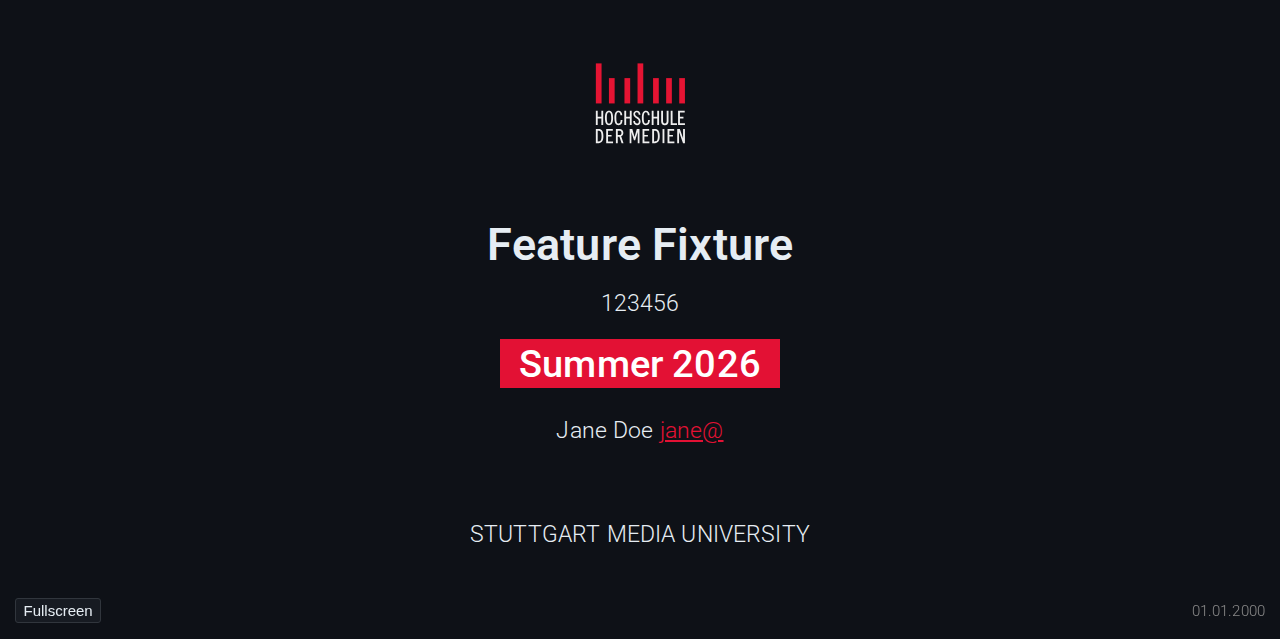 HOCHSCHULE
DER MEDIEN
Feature Fixture
123456
Summer 2026
Jane Doe jane@
STUTTGART MEDIA UNIVERSITY
Fullscreen
01.01.2000